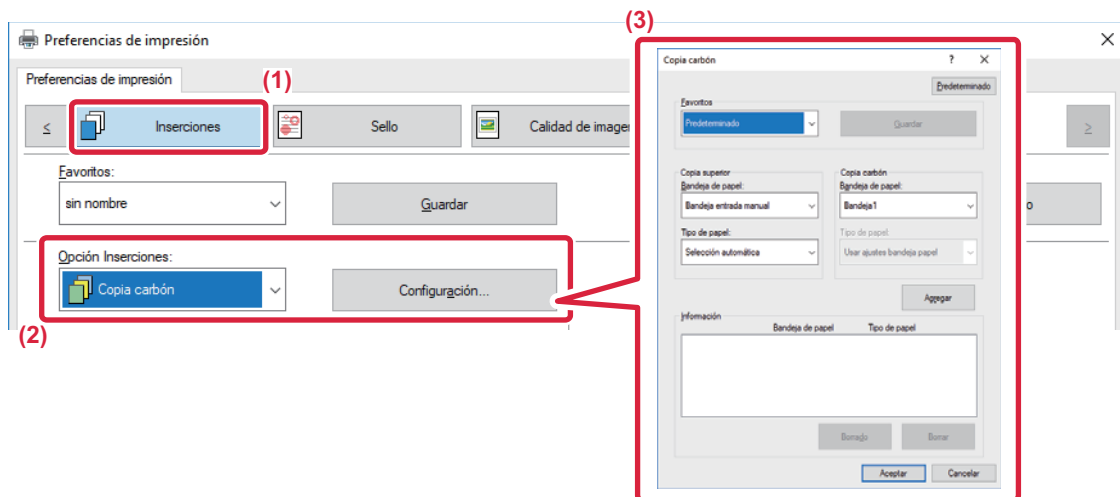 (3)
Preferencias de impresión
Preferencias de impresión
(1)
<
Inserciones
Sello
Calidad de imagen
>
Favoritos:
sin nombre
Guardar
o
Opción Inserciones:
Copia carbón
Configuración...
(2)
Copia carbón
?
Predeterminado
Favoritos
Predeterminado
Guardar
Copia superior
Bandeja de papel:
Bandeja entrada manual
Tipo de papel:
Selección automática
Copia carbón
Bandeja de papel:
Bandeja1
Tipo de papel:
Usar ajustes bandeja papel
Agregar
Información
Bandeja de papel Tipo de papel
Borrado
Borrar
Aceptar
Cancelar